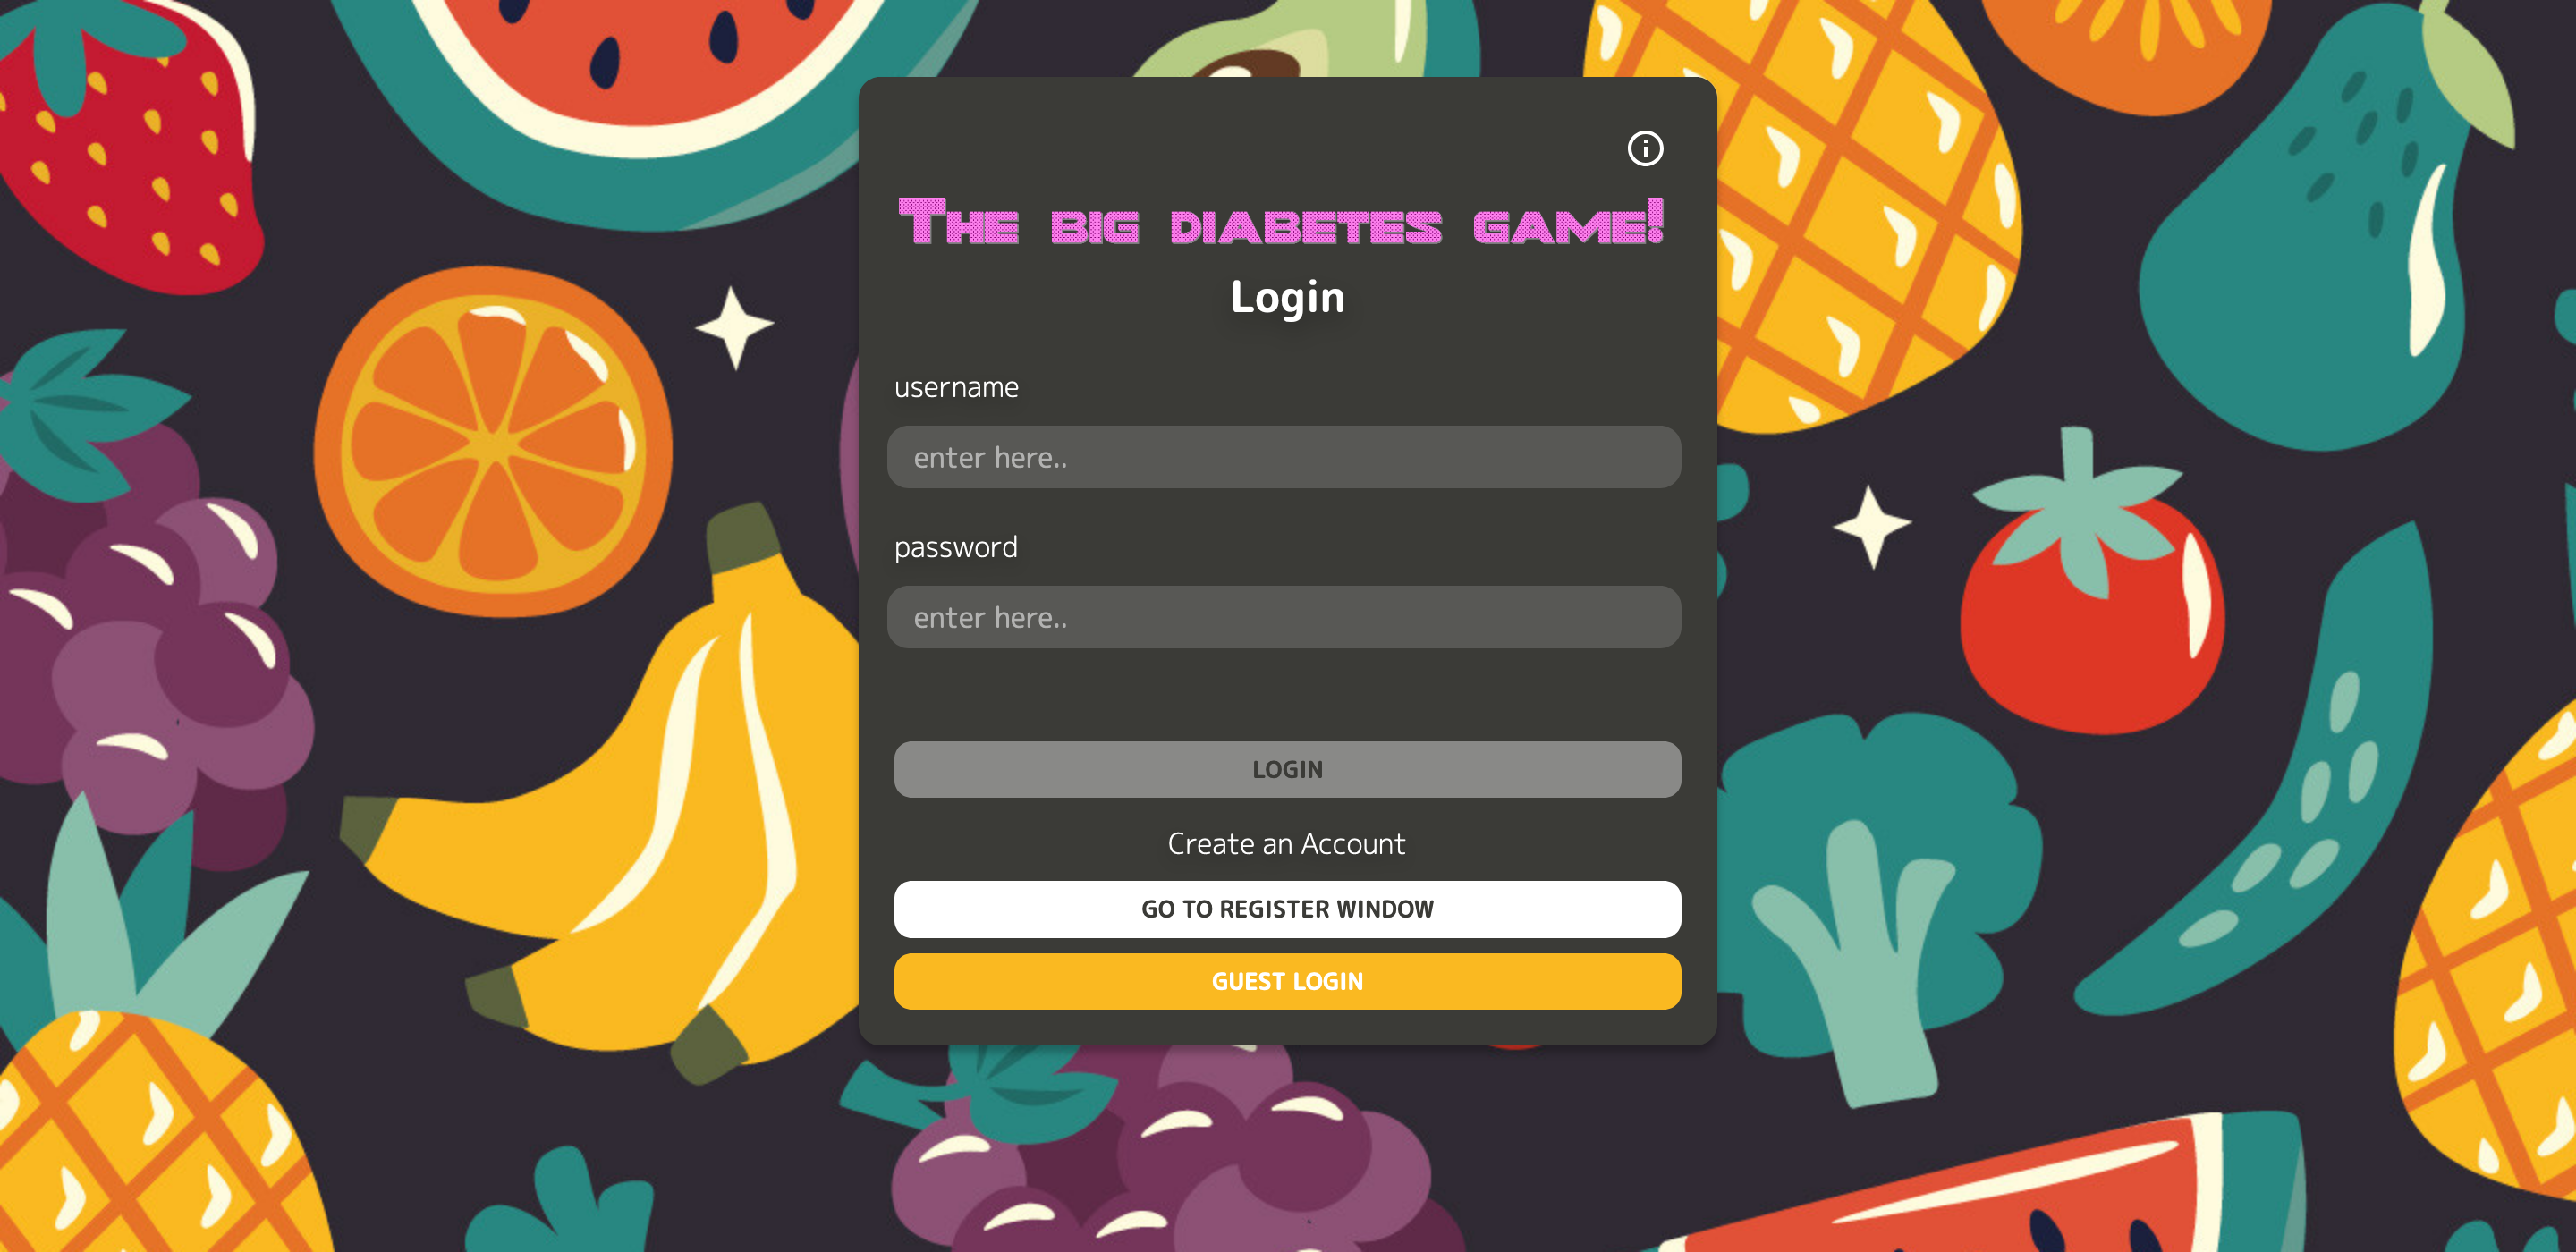 The big diabetes game!
Login
username
enter here..
password
enter here..
LOGIN
Create an Account
GO TO REGISTER WINDOW
GUEST LOGIN